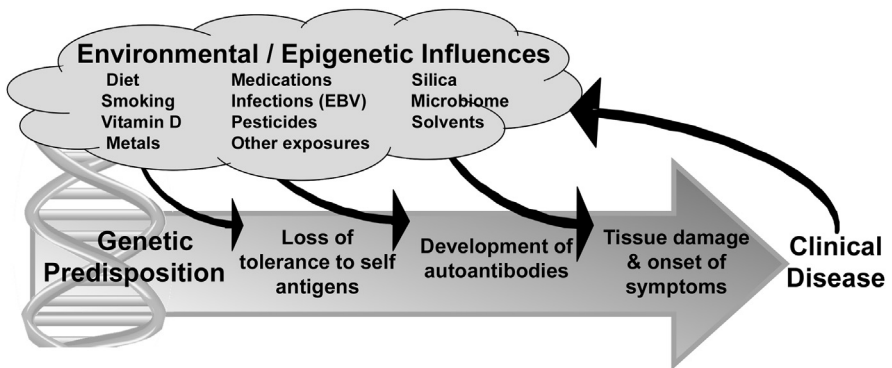 Environmental / Epigenetic Influences
Diet
Smoking
Vitamin D
Metals
Medications
Infections (EBV)
Pesticides
Other exposures
Silica
Microbiome
Solvents
Genetic
Predisposition
Loss of
tolerance to self
antigens
Development of
autoantibodies
Tissue damage
& onset of
symptoms
Clinical
Disease